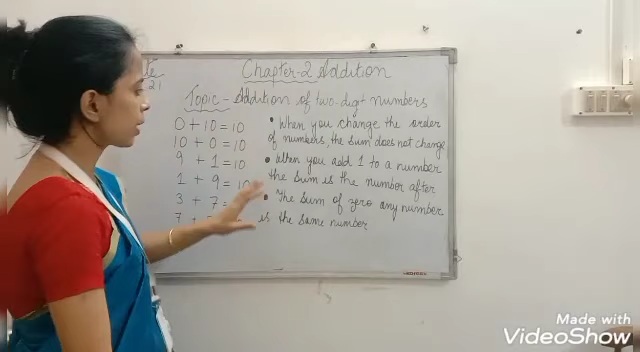 21
Chapter-2 Addition
Topic- Addition of two-digit numbers
0 + 10 = 10
10 + 0 = 10
9 + 1 = 10
1 + 9 = 10
3 + 7 =
7 +
• When you change the order
of numbers, the sum does not change
• When you add 1 to a number
the sum is the number after
• The sum of zero any number
is the same number
Made with
VideoShow